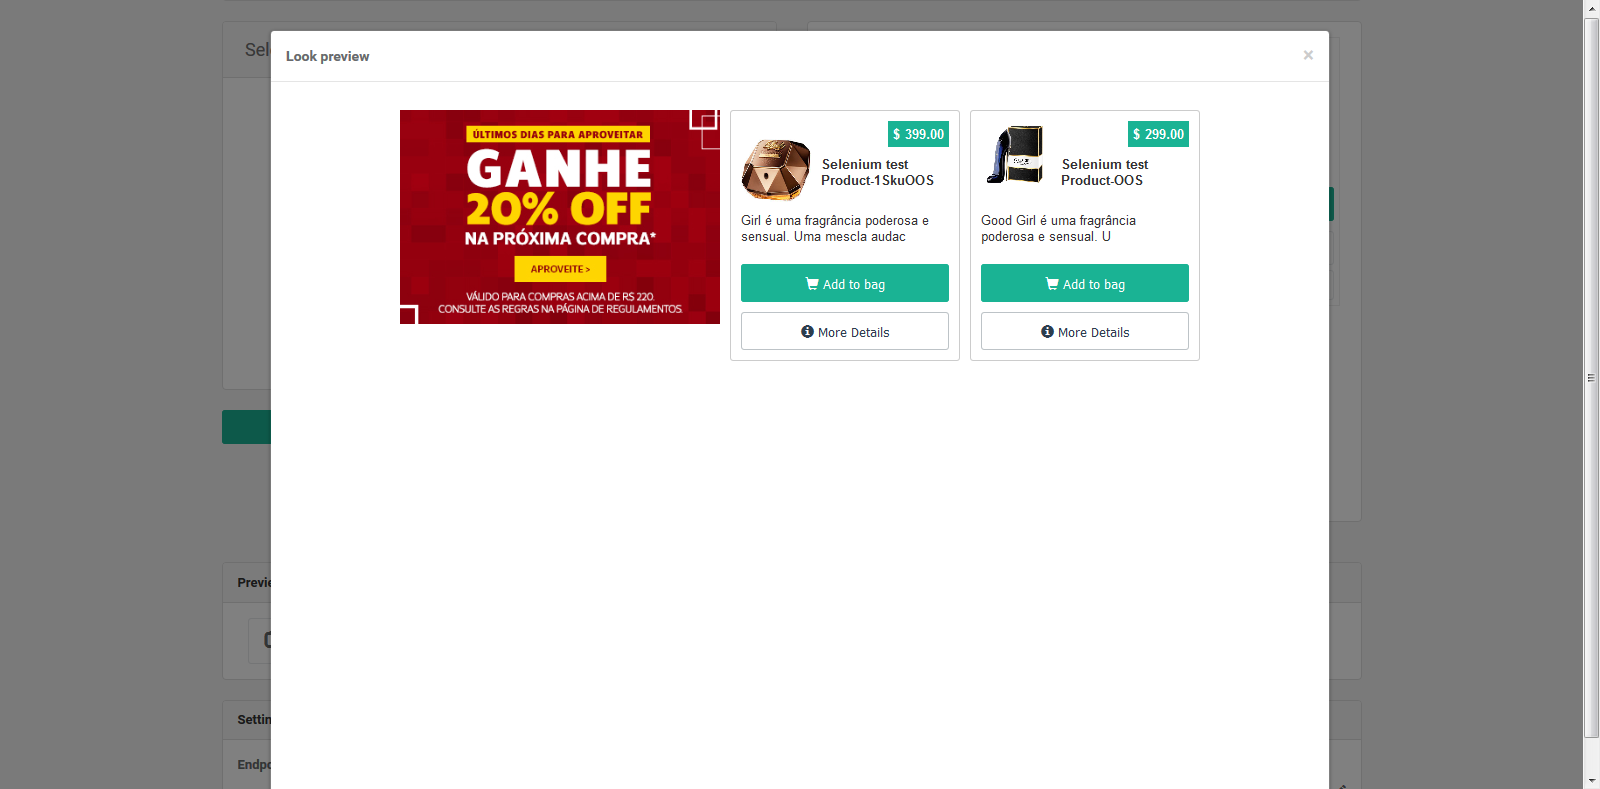 Sel
Look preview
×
ÚLTIMOS DIAS PARA APROVEITAR
GANHE
20% OFF
NA PRÓXIMA COMPRA*
APROVEITE >
VÁLIDO PARA COMPRAS ACIMA DE R$ 220.
CONSULTE AS REGRAS NA PÁGINA DE REGULAMENTOS.
$ 399.00
Selenium test
Product-1SkuOOS
Girl é uma fragrância poderosa e
sensual. Uma mescla audac
Add to bag
More Details
$ 299.00
Selenium test
Product-OOS
Good Girl é uma fragrância
poderosa e sensual. U
Add to bag
More Details
Previe
Settin
Endpo